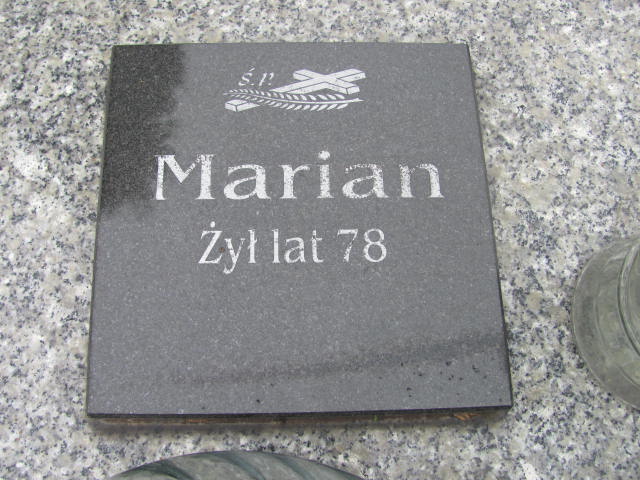 ś.p.
Marian
Żył lat 78